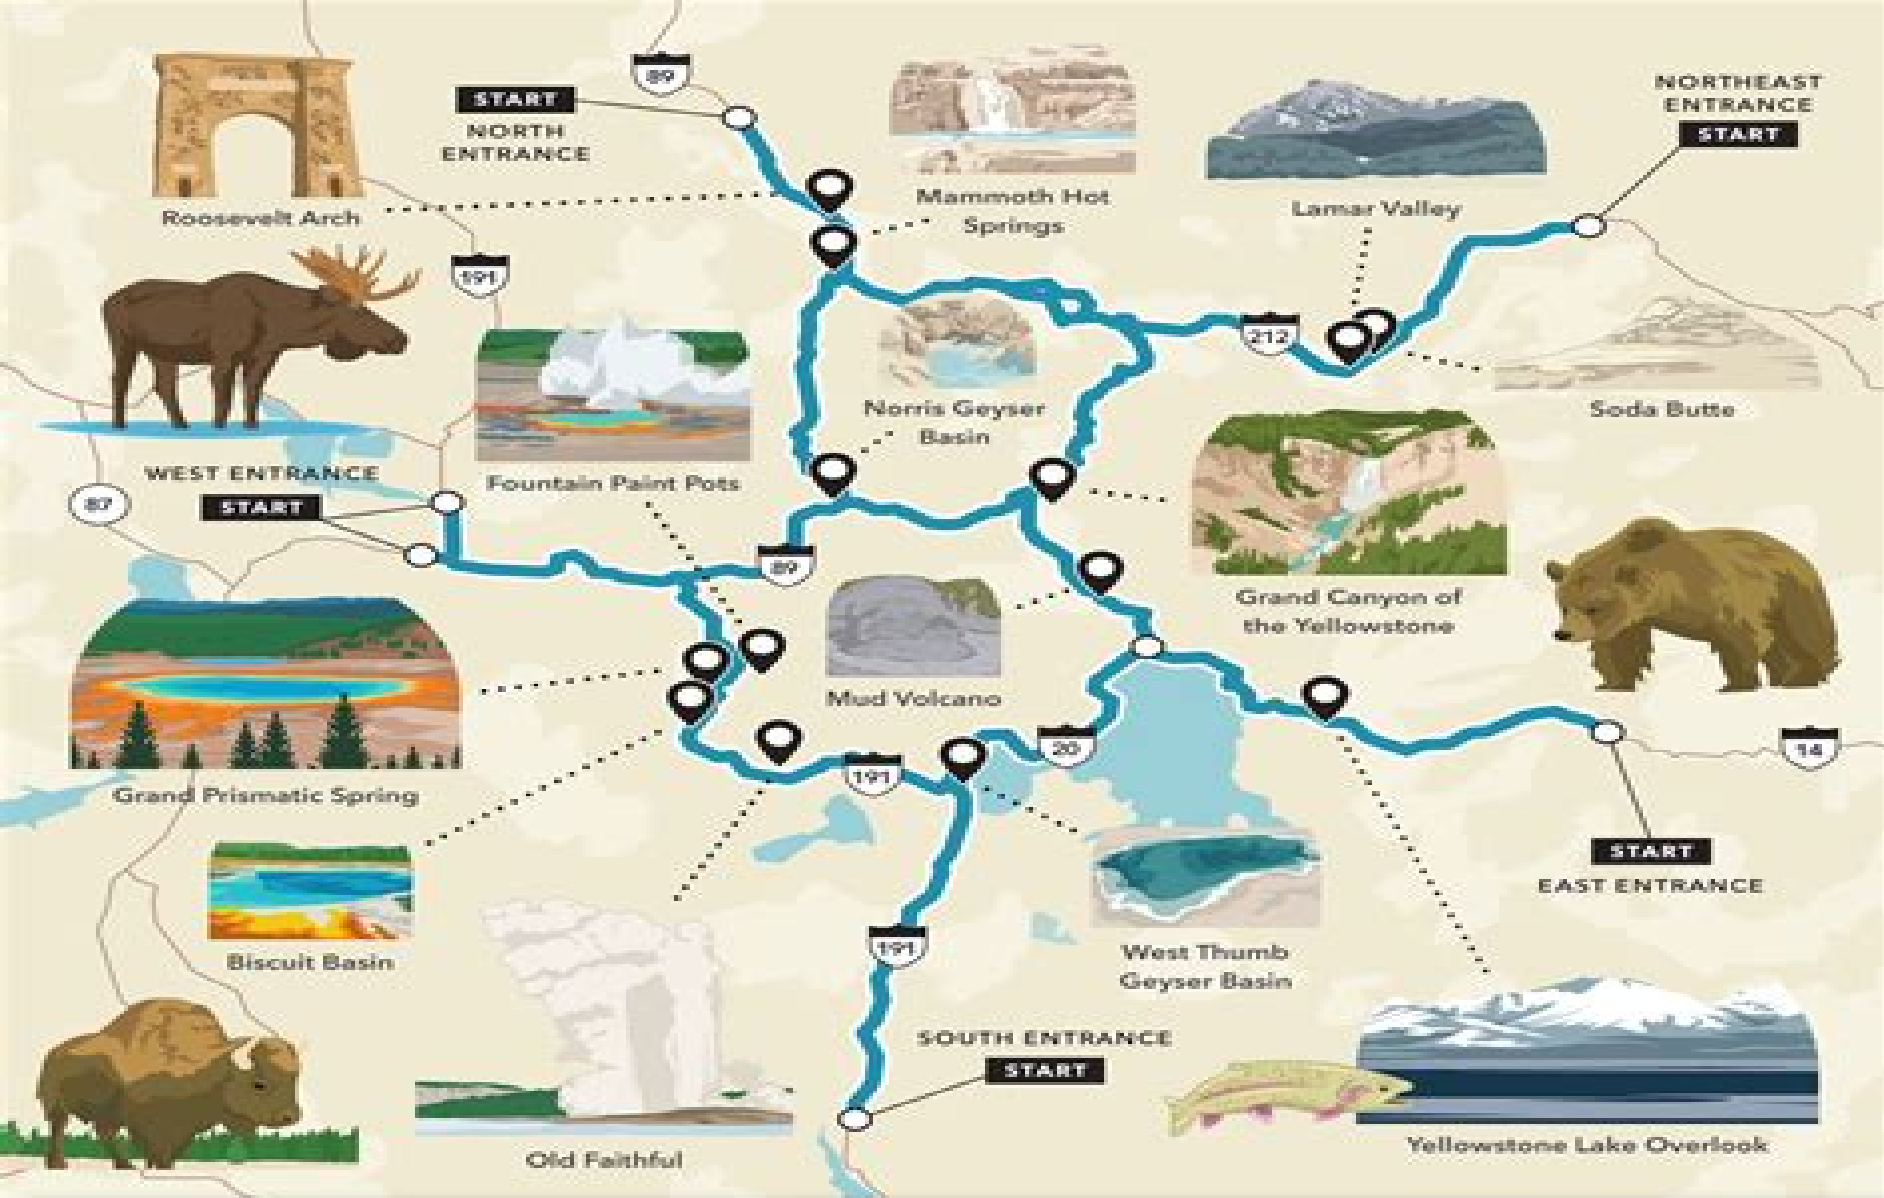 89
START
NORTH
ENTRANCE
NORTHEAST
ENTRANCE
START
Roosevelt Arch
Mammoth Hot
Springs
Lamar Valley
191
212
Norris Geyser
Basin
Soda Butte
WEST ENTRANCE
START
87
Fountain Paint Pots
89
Grand Canyon of
the Yellowstone
Mud Volcano
Grand Prismatic Spring
191
20
14
START
EAST ENTRANCE
Biscuit Basin
191
West Thumb
Geyser Basin
SOUTH ENTRANCE
START
Old Faithful
Yellowstone Lake Overlook